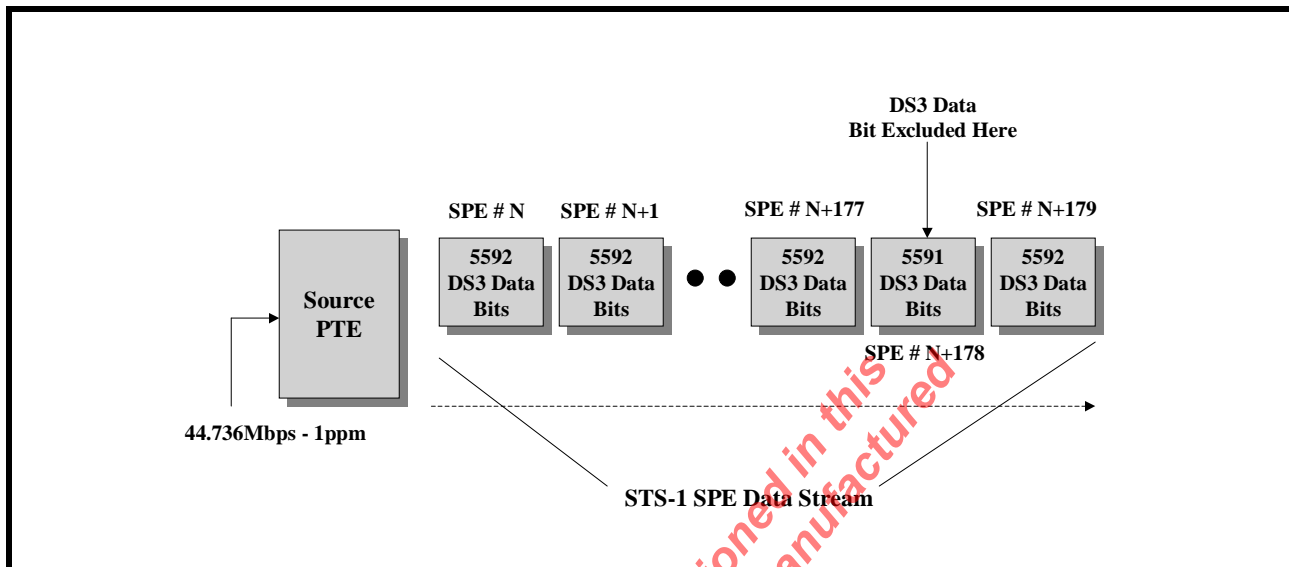 DS3 Data
Bit Excluded Here
SPE # N
SPE # N+1
SPE # N+177
SPE # N+179
5592
DS3 Data
Bits
5592
DS3 Data
Bits
5592
DS3 Data
Bits
5591
DS3 Data
Bits
5592
DS3 Data
Bits
Source
PTE
SPE # N+178
44.736Mbps - 1ppm
STS-1 SPE Data Stream
in this